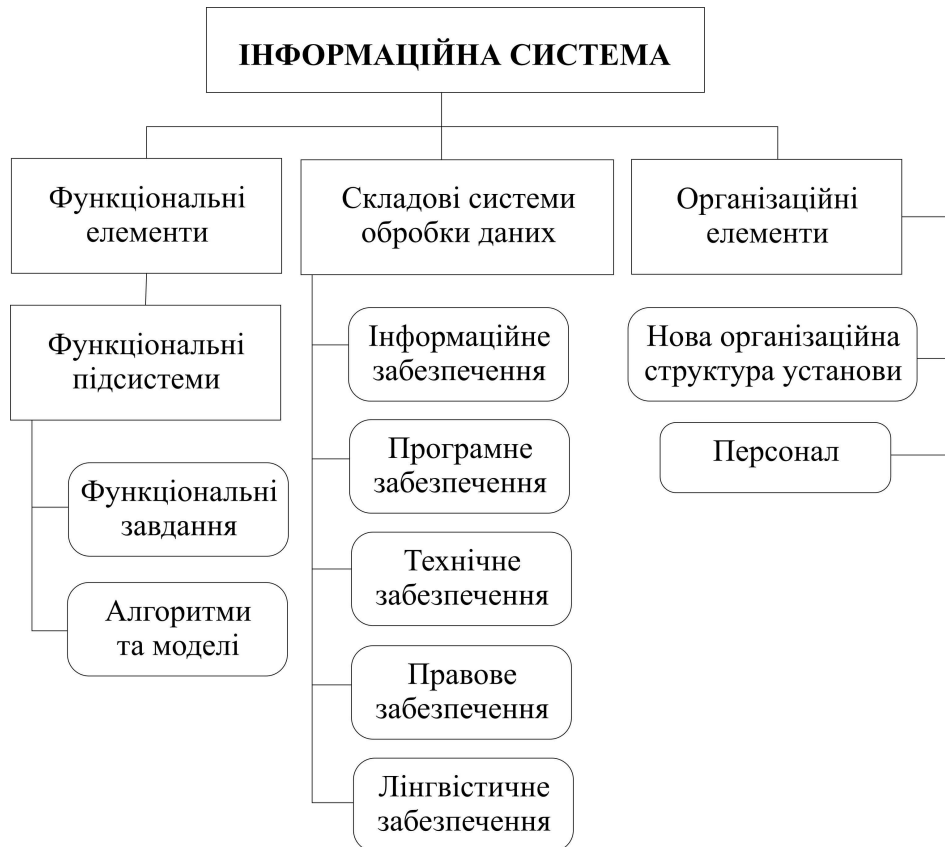 ІНФОРМАЦІЙНА СИСТЕМА
Функціональні
елементи
Складові системи
обробки даних
Організаційні
елементи
Функціональні
підсистеми
Функціональні
завдання
Алгоритми
та моделі
Інформаційне
забезпечення
Програмне
забезпечення
Технічне
забезпечення
Правове
забезпечення
Лінгвістичне
забезпечення
Нова організаційна
структура установи
Персонал